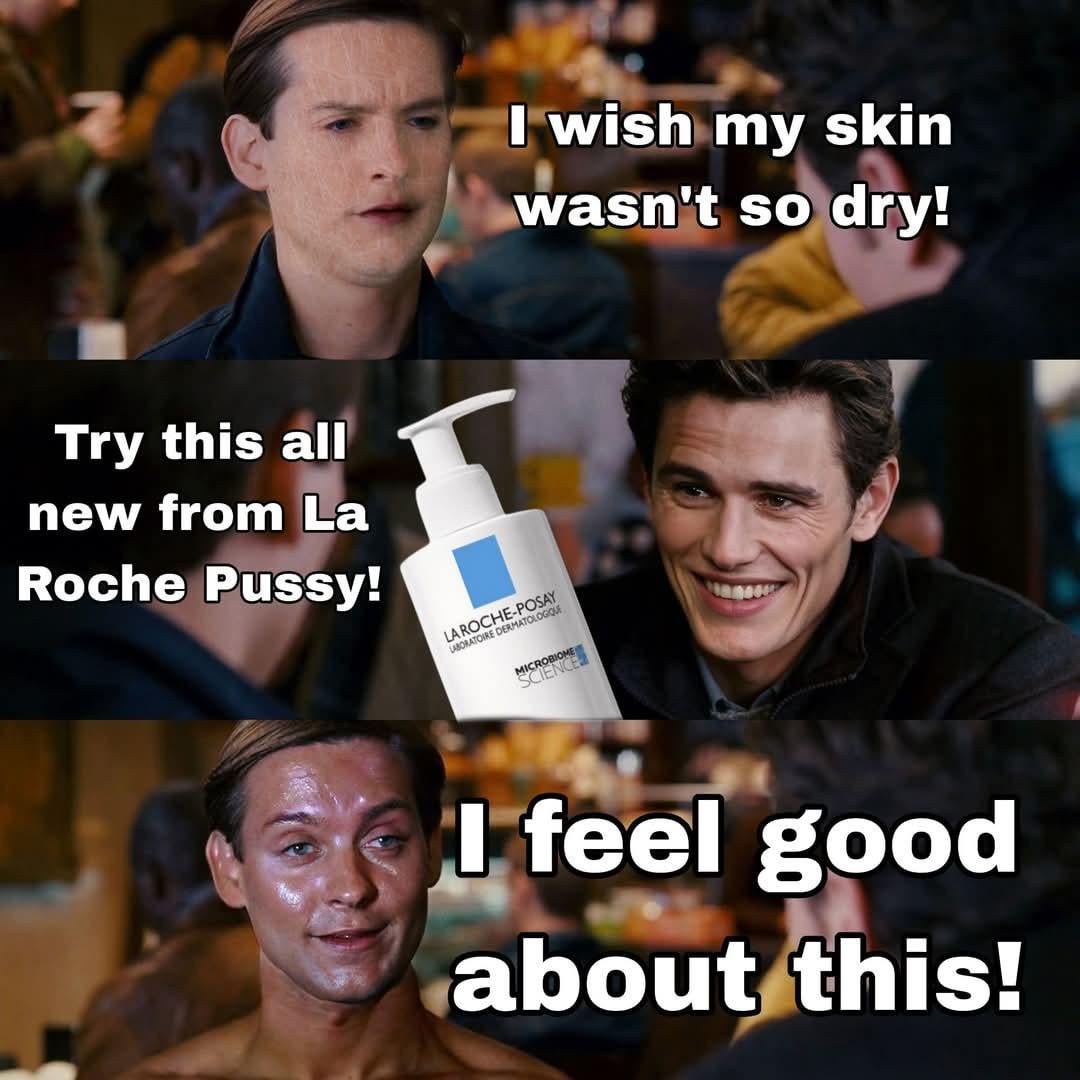 I wish my skin
wasn't so dry!
Try this all
new from La
Roche Pussy!
LA ROCHE-POSAY
LABORATOIRE DERMATOLOGIQUE
MICROBIOME
SCIENCE
I feel good
about this!